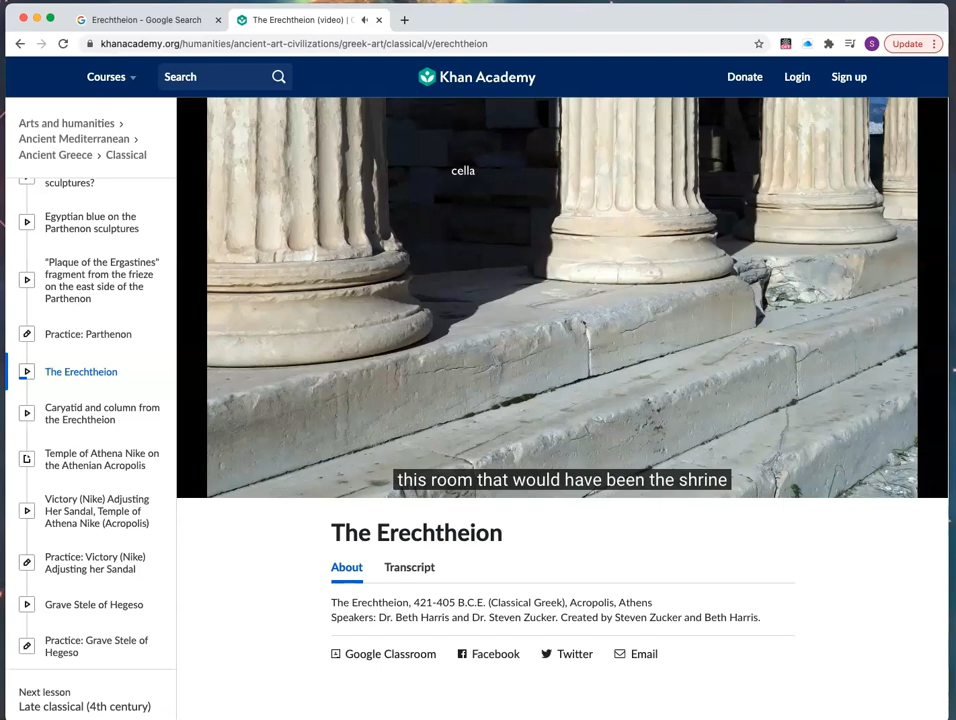 Erechtheion - Google Search
The Erechtheion (video) |
khanacademy.org/humanities/ancient-art-civilizations/greek-art/classical/v/erechtheion
S
Update
Courses
Search
Khan Academy
Donate
Login
Sign up
Arts and humanities >
Ancient Mediterranean >
Ancient Greece > Classical
sculptures?
Egyptian blue on the
Parthenon sculptures
"Plaque of the Ergastines"
fragment from the frieze
on the east side of the
Parthenon
Practice: Parthenon
The Erechtheion
Caryatid and column from
the Erechtheion
Temple of Athena Nike on
the Athenian Acropolis
Victory (Nike) Adjusting
Her Sandal, Temple of
Athena Nike (Acropolis)
Practice: Victory (Nike)
Adjusting her Sandal
Grave Stele of Hegeso
Practice: Grave Stele of
Hegeso
Next lesson
Late classical (4th century)
cella
this room that would have been the shrine
The Erechtheion
About
Transcript
The Erechtheion, 421-405 B.C.E. (Classical Greek), Acropolis, Athens
Speakers: Dr. Beth Harris and Dr. Steven Zucker. Created by Steven Zucker and Beth Harris.
Google Classroom
Facebook
Twitter
Email